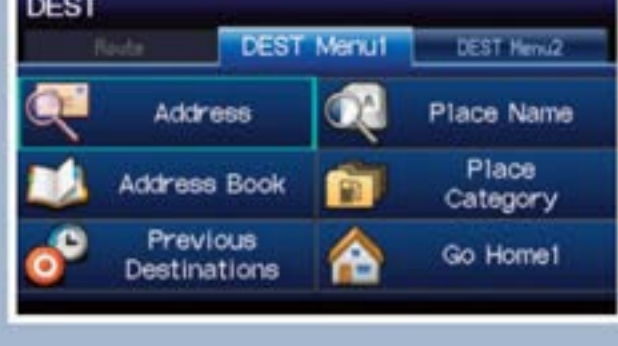 DEST
Route
DEST Menu1
DEST Menu2
Address
Place Name
Address Book
Place
Category
Previous
Destinations
Go Home1